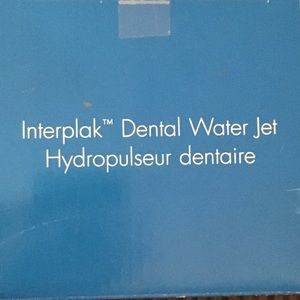 Interplak™ Dental Water Jet
Hydropulseur dentaire